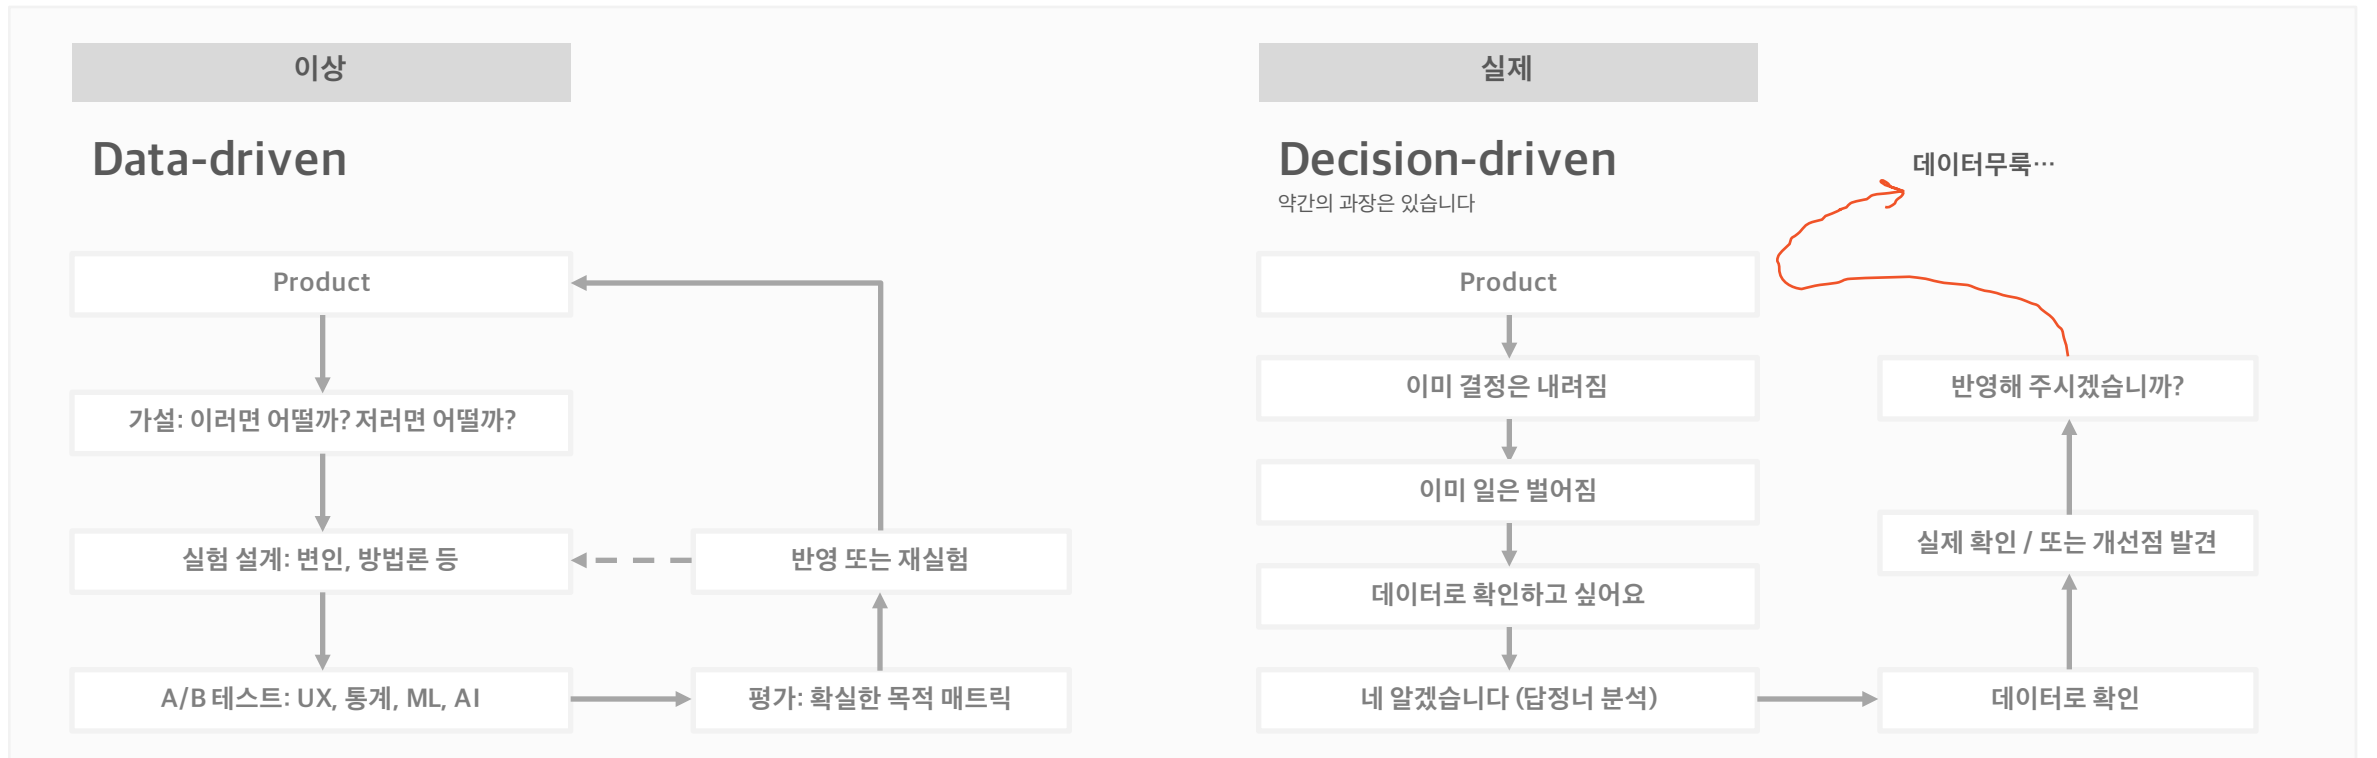 이상
Data-driven
Product
가설: 이러면 어떨까? 저러면 어떨까?
실험 설계: 변인, 방법론 등
A/B 테스트: UX, 통계, ML, AI
평가: 확실한 목적 매트릭
반영 또는 재실험
실제
Decision-driven
약간의 과장은 있습니다
Product
이미 결정은 내려짐
이미 일은 벌어짐
데이터로 확인하고 싶어요
네 알겠습니다 (답정너 분석)
데이터로 확인
실제 확인 / 또는 개선점 발견
반영해 주시겠습니까?
데이터무룩…